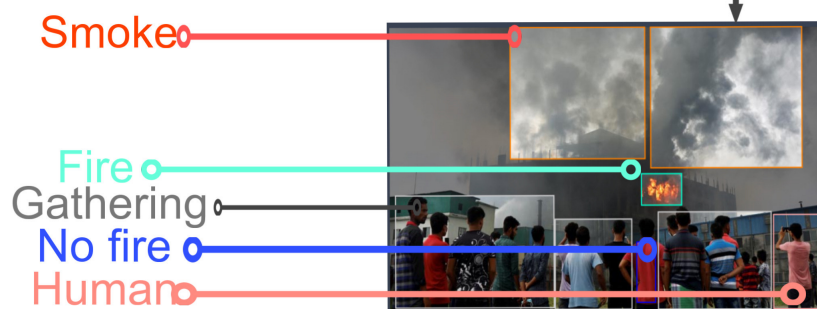 Smoke
Fire
Gathering
No fire
Human